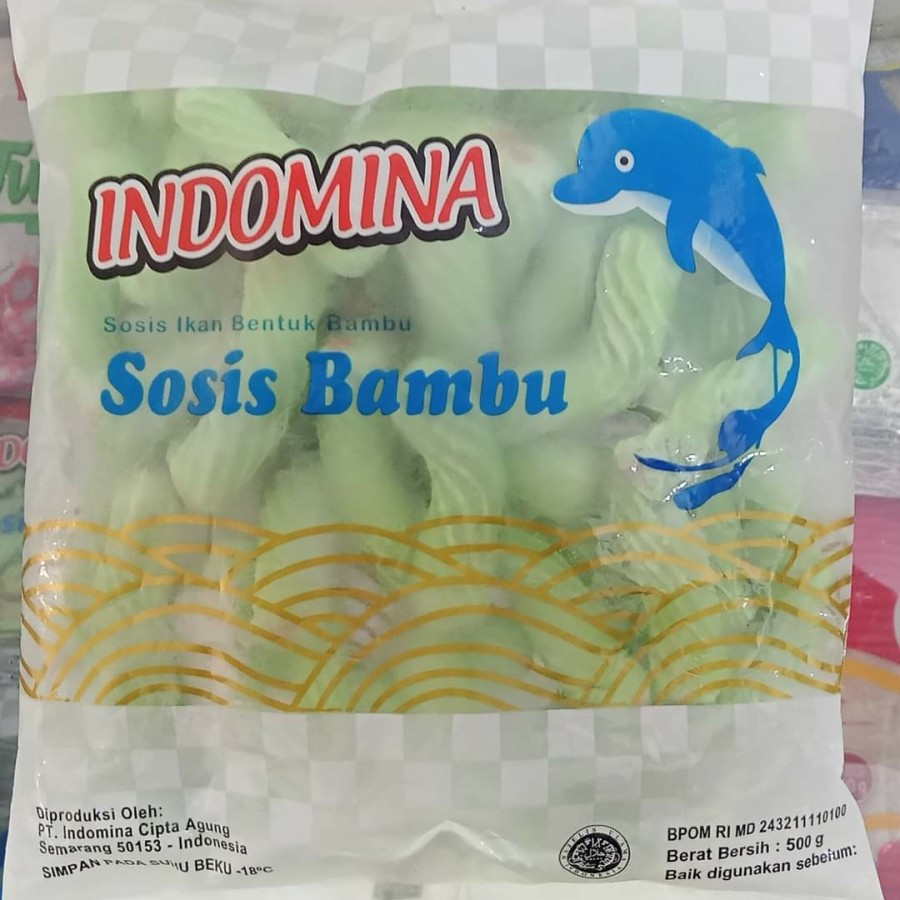 INDOMINA
Sosis Ikan Bentuk Bambu
Sosis Bambu
Diproduksi Oleh:
PT. Indomina Cipta Agung
Semarang 50153 - Indonesia
SIMPAN PADA SUHU BEKU -18°C
BPOM RI MD 243211110100
Berat Bersih : 500 g
Baik digunakan sebelum: